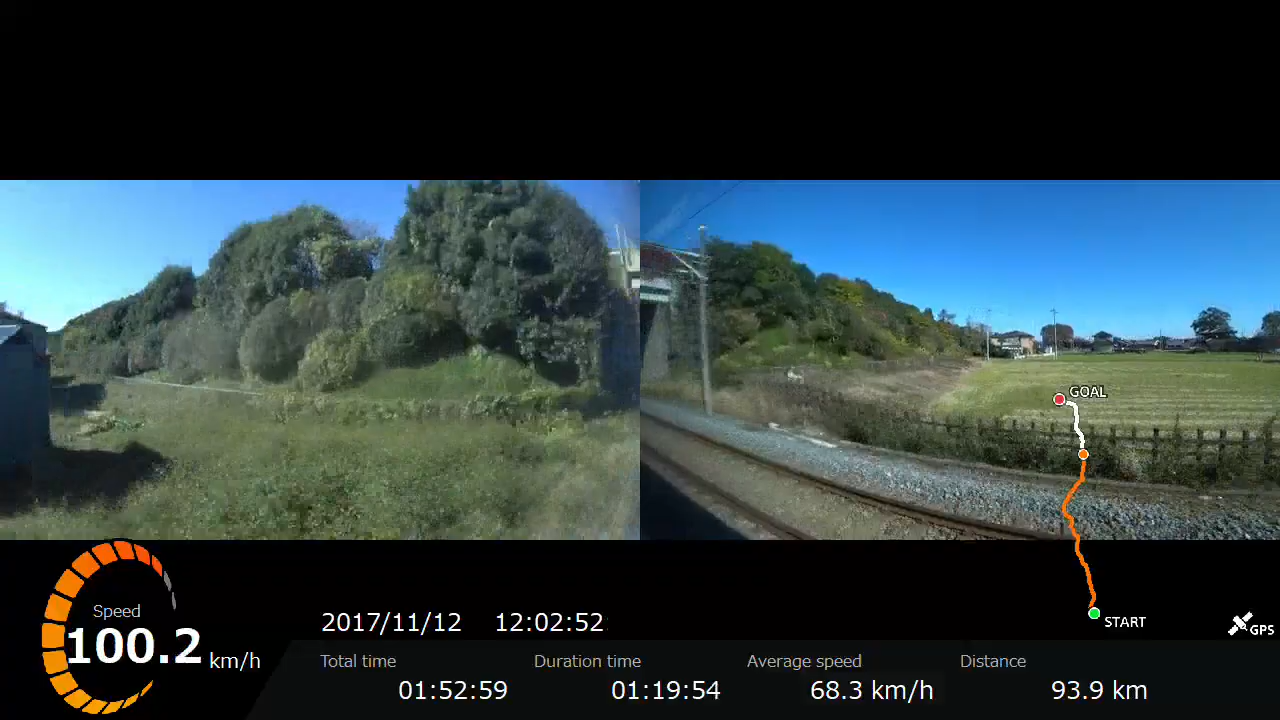 GOAL
Speed
100.2 km/h
2017/11/12 12:02:52
START
GPS
Total time
01:52:59
Duration time
01:19:54
Average speed
68.3 km/h
Distance
93.9 km